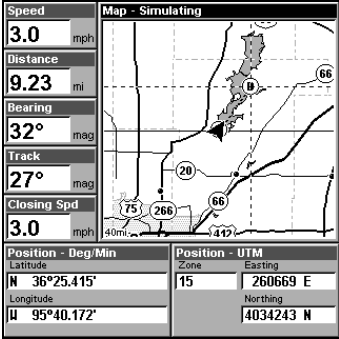 Speed
3.0 mph
Distance
9.23 mi
Bearing
32° mag
Track
27° mag
Closing Spd
3.0 mph
Map - Simulating
66
20
75
266
66
412
40mi
Position - Deg/Min
Latitude
N 36°25.415'
Longitude
W 95°40.172'
Position - UTM
Zone
15
Easting
260669 E
Northing
4034243 N